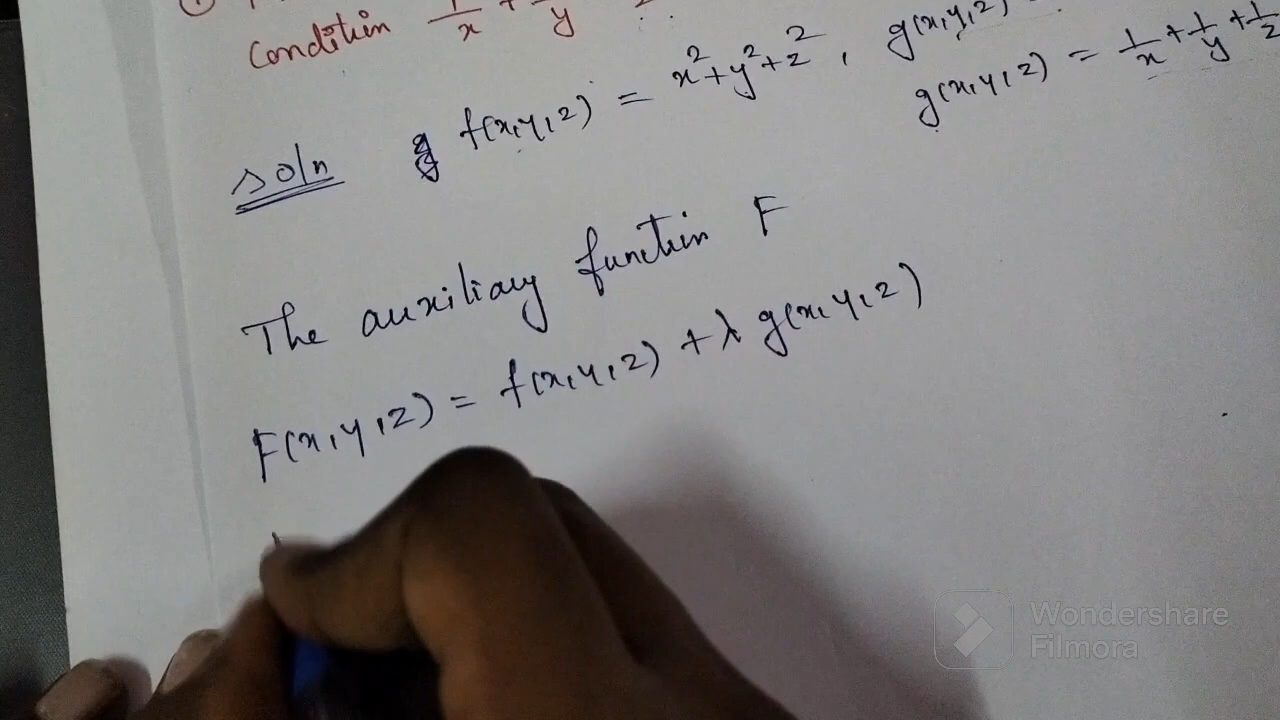 Condition 1/x + 1/y
soln f(x,y,z) = x²+y²+z², g(x,y,z)
g(x,y,z) = 1/x + 1/y + 1/z
The auxiliary function F
F(x,y,z) = f(x,y,z) + λ g(x,y,z)
Wondershare
Filmora